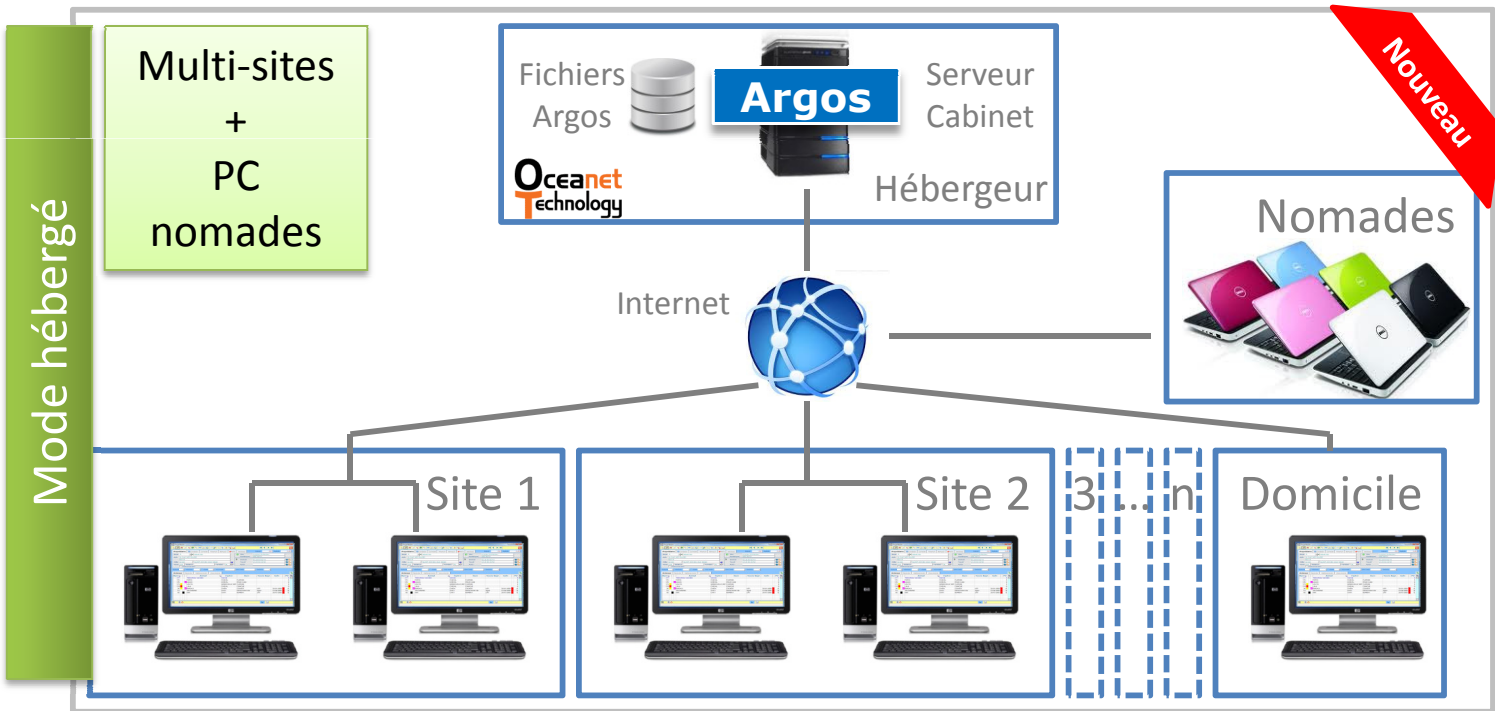 Mode hébergé
Multi-sites
+
PC
nomades
Fichiers
Argos
Argos
Serveur
Cabinet
Oceanet
Technology
Hébergeur
Nouveau
Nomades
Internet
Site 1
Site 2
3
...
n
Domicile